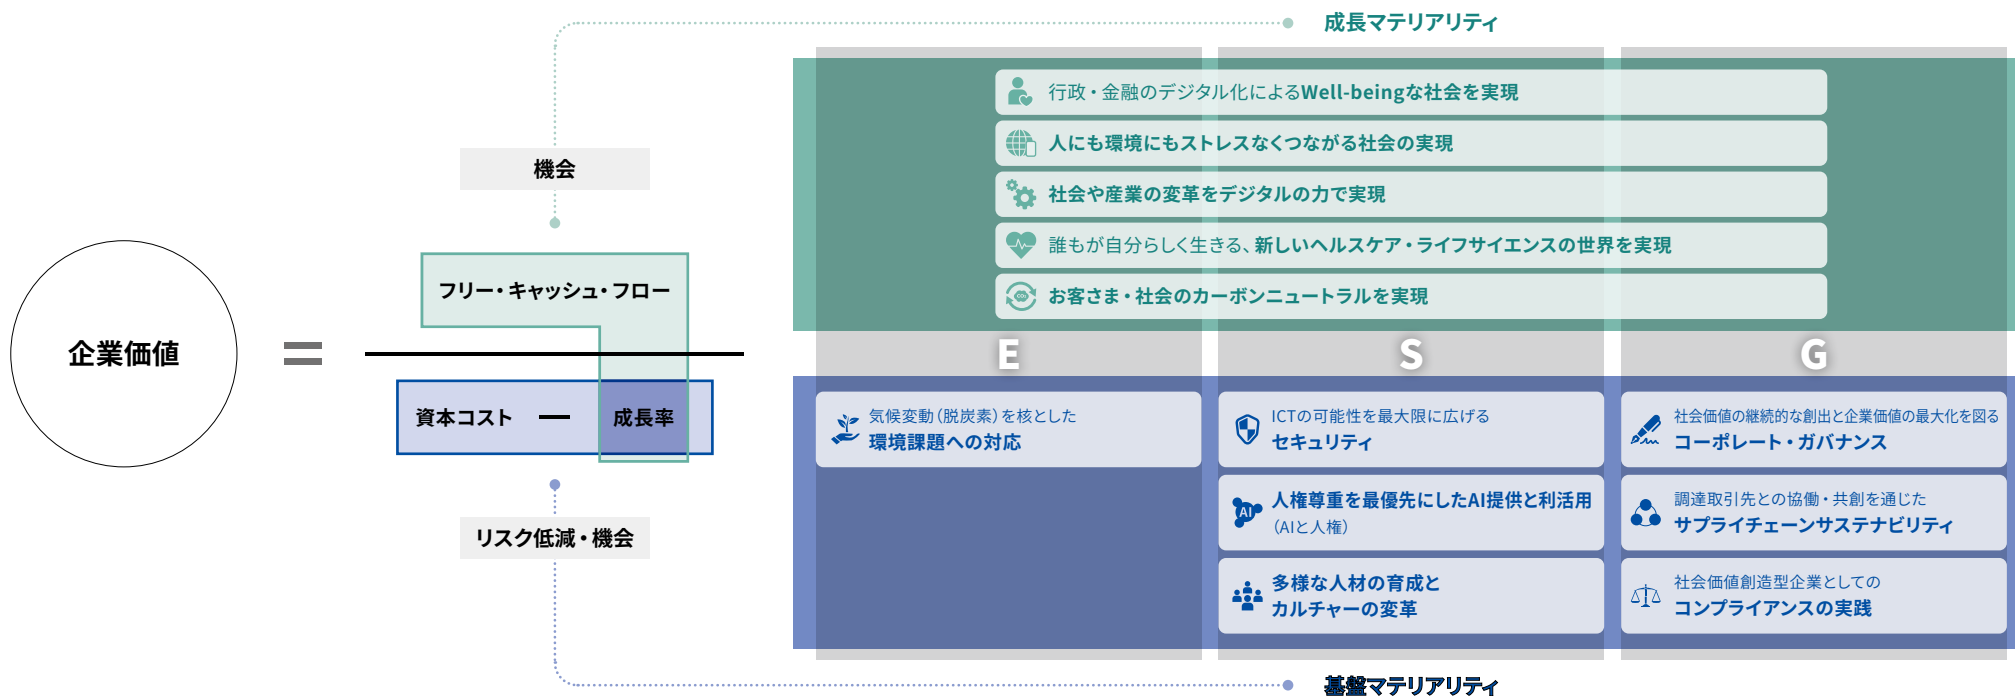 成長マテリアリティ
行政・金融のデジタル化によるWell-beingな社会を実現
人にも環境にもストレスなくつながる社会の実現
社会や産業の変革をデジタルの力で実現
誰もが自分らしく生きる、新しいヘルスケア・ライフサイエンスの世界を実現
お客さま・社会のカーボンニュートラルを実現
機会
フリー・キャッシュ・フロー
企業価値
=
資本コスト — 成長率
リスク低減・機会
E
S
G
気候変動（脱炭素）を核とした
環境課題への対応
ICTの可能性を最大限に広げる
セキュリティ
AI
人権尊重を最優先にしたAI提供と利活用
（AIと人権）
多様な人材の育成と
カルチャーの変革
社会価値の継続的な創出と企業価値の最大化を図る
コーポレート・ガバナンス
調達取引先との協働・共創を通じた
サプライチェーンサステナビリティ
社会価値創造型企業としての
コンプライアンスの実践
基盤マテリアリティ